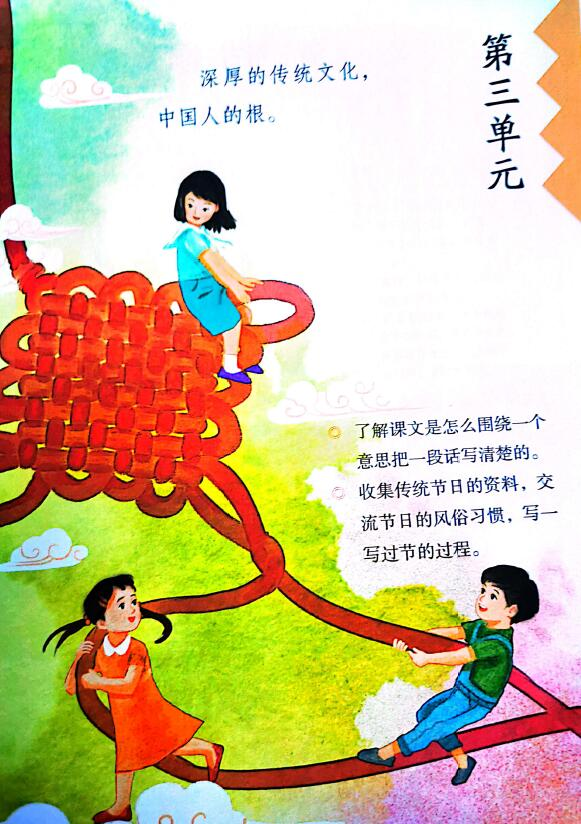 第三单元
深厚的传统文化，
中国人的根。
了解课文是怎么围绕一个
意思把一段话写清楚的。
收集传统节日的资料，交
流节日的风俗习惯，写一
写过节的过程。